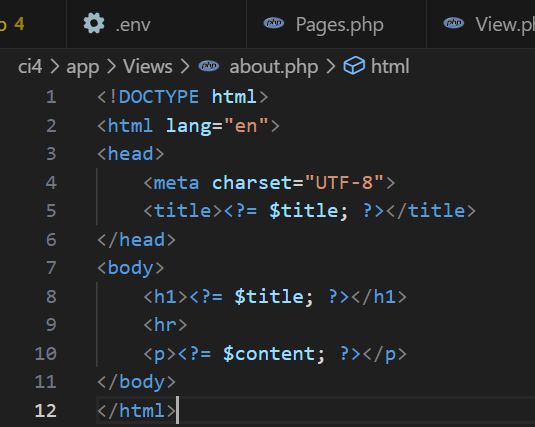 p 4 .env Pages.php View.ph
ci4 > app > Views > about.php > html
1 <!DOCTYPE html>
2 <html lang="en">
3 <head>
4 <meta charset="UTF-8">
5 <title><?= $title; ?></title>
6 </head>
7 <body>
8 <h1><?= $title; ?></h1>
9 <hr>
10 <p><?= $content; ?></p>
11 </body>
12 </html>